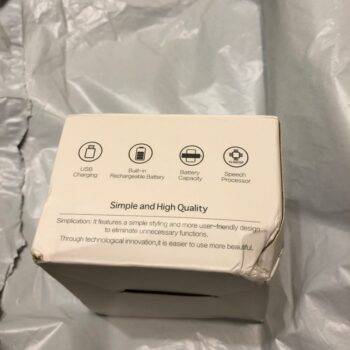 USB
Charging
Built-in
Rechargeable Battery
Battery
Capacity
Speech
Processor
Simple and High Quality
Simplication: It features a simple styling and more user-friendly design
to eliminate unnecessary functions.
Through technological innovation,it is easier to use more beautiful.